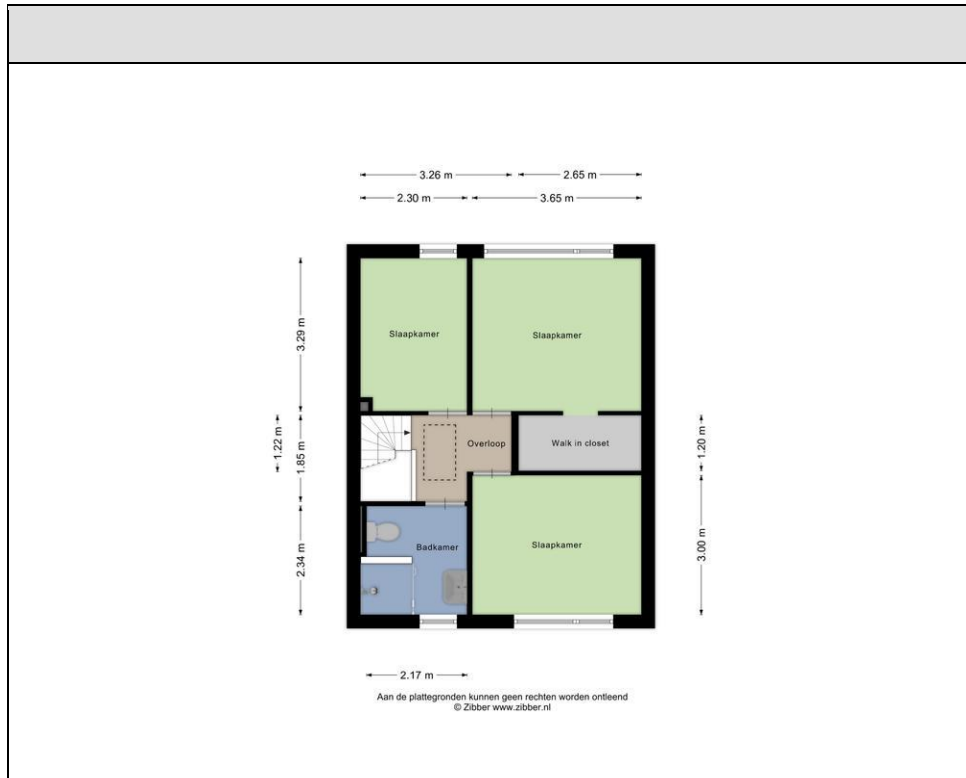 3.26 m 2.65 m
2.30 m 3.65 m
3.29 m
Slaapkamer Slaapkamer
1.22 m 1.85 m
Overloop Walk in closet
1.20 m
2.34 m
Badkamer Slaapkamer
3.00 m
2.17 m
Aan de plattegronden kunnen geen rechten worden ontleend
© Zibber www.zibber.nl